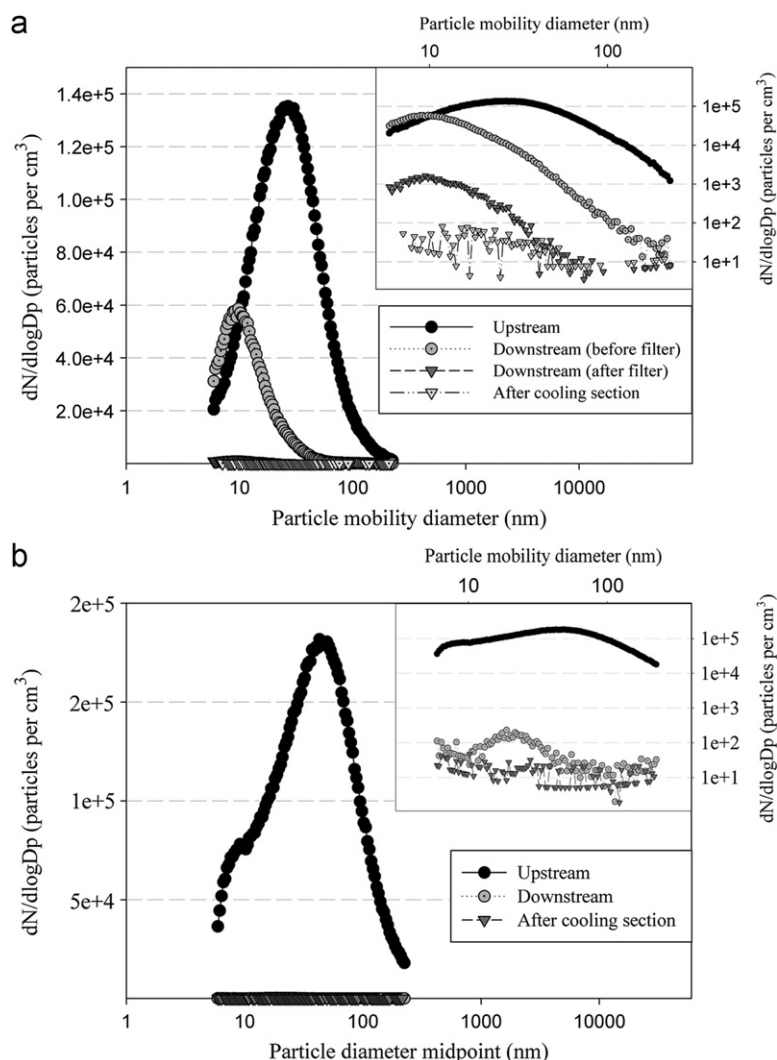 a
Particle mobility diameter (nm)
10 100
1.4e+5
1.2e+5
1.0e+5
8.0e+4
6.0e+4
4.0e+4
2.0e+4
dN/dlogDp (particles per cm3)
1e+5
1e+4
1e+3
1e+2
1e+1
dN/dlogDp (particles per cm3)
Upstream
Downstream (before filter)
Downstream (after filter)
After cooling section
1 10 100 1000 10000
Particle mobility diameter (nm)
b
Particle mobility diameter (nm)
10 100
2e+5
2e+5
1e+5
5e+4
dN/dlogDp (particles per cm3)
1e+5
1e+4
1e+3
1e+2
1e+1
dN/dlogDp (particles per cm3)
Upstream
Downstream
After cooling section
1 10 100 1000 10000
Particle diameter midpoint (nm)